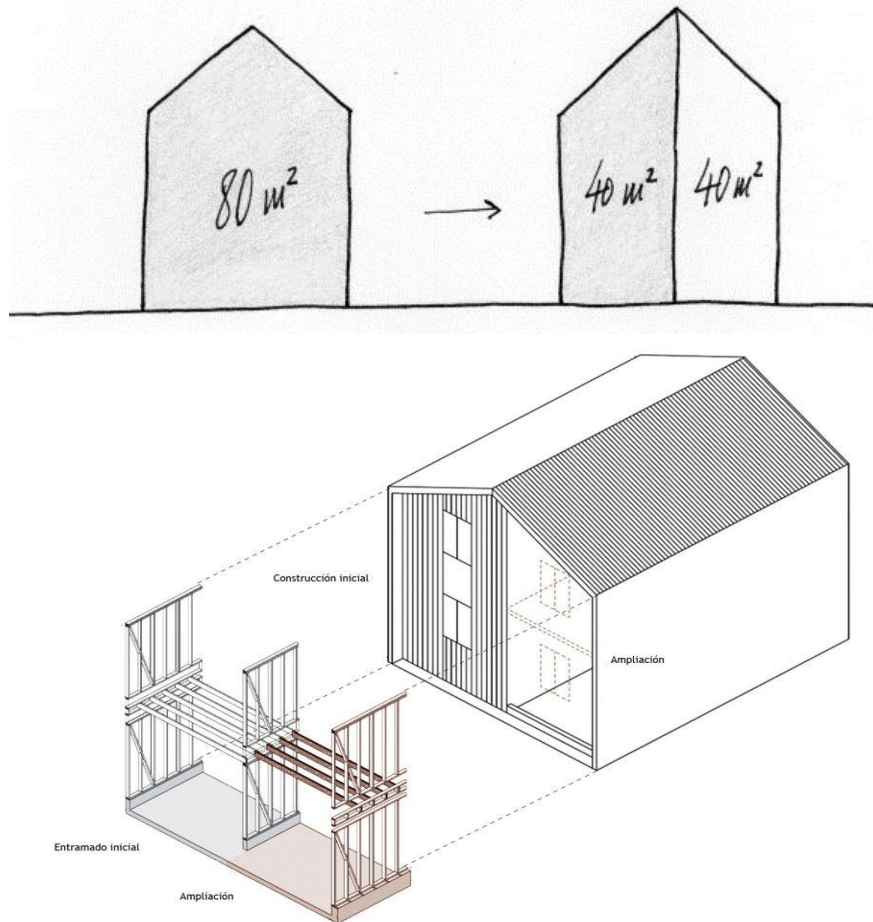 80 m²
40 m²
40 m²
Construcción inicial
Ampliación
Entramado inicial
Ampliación